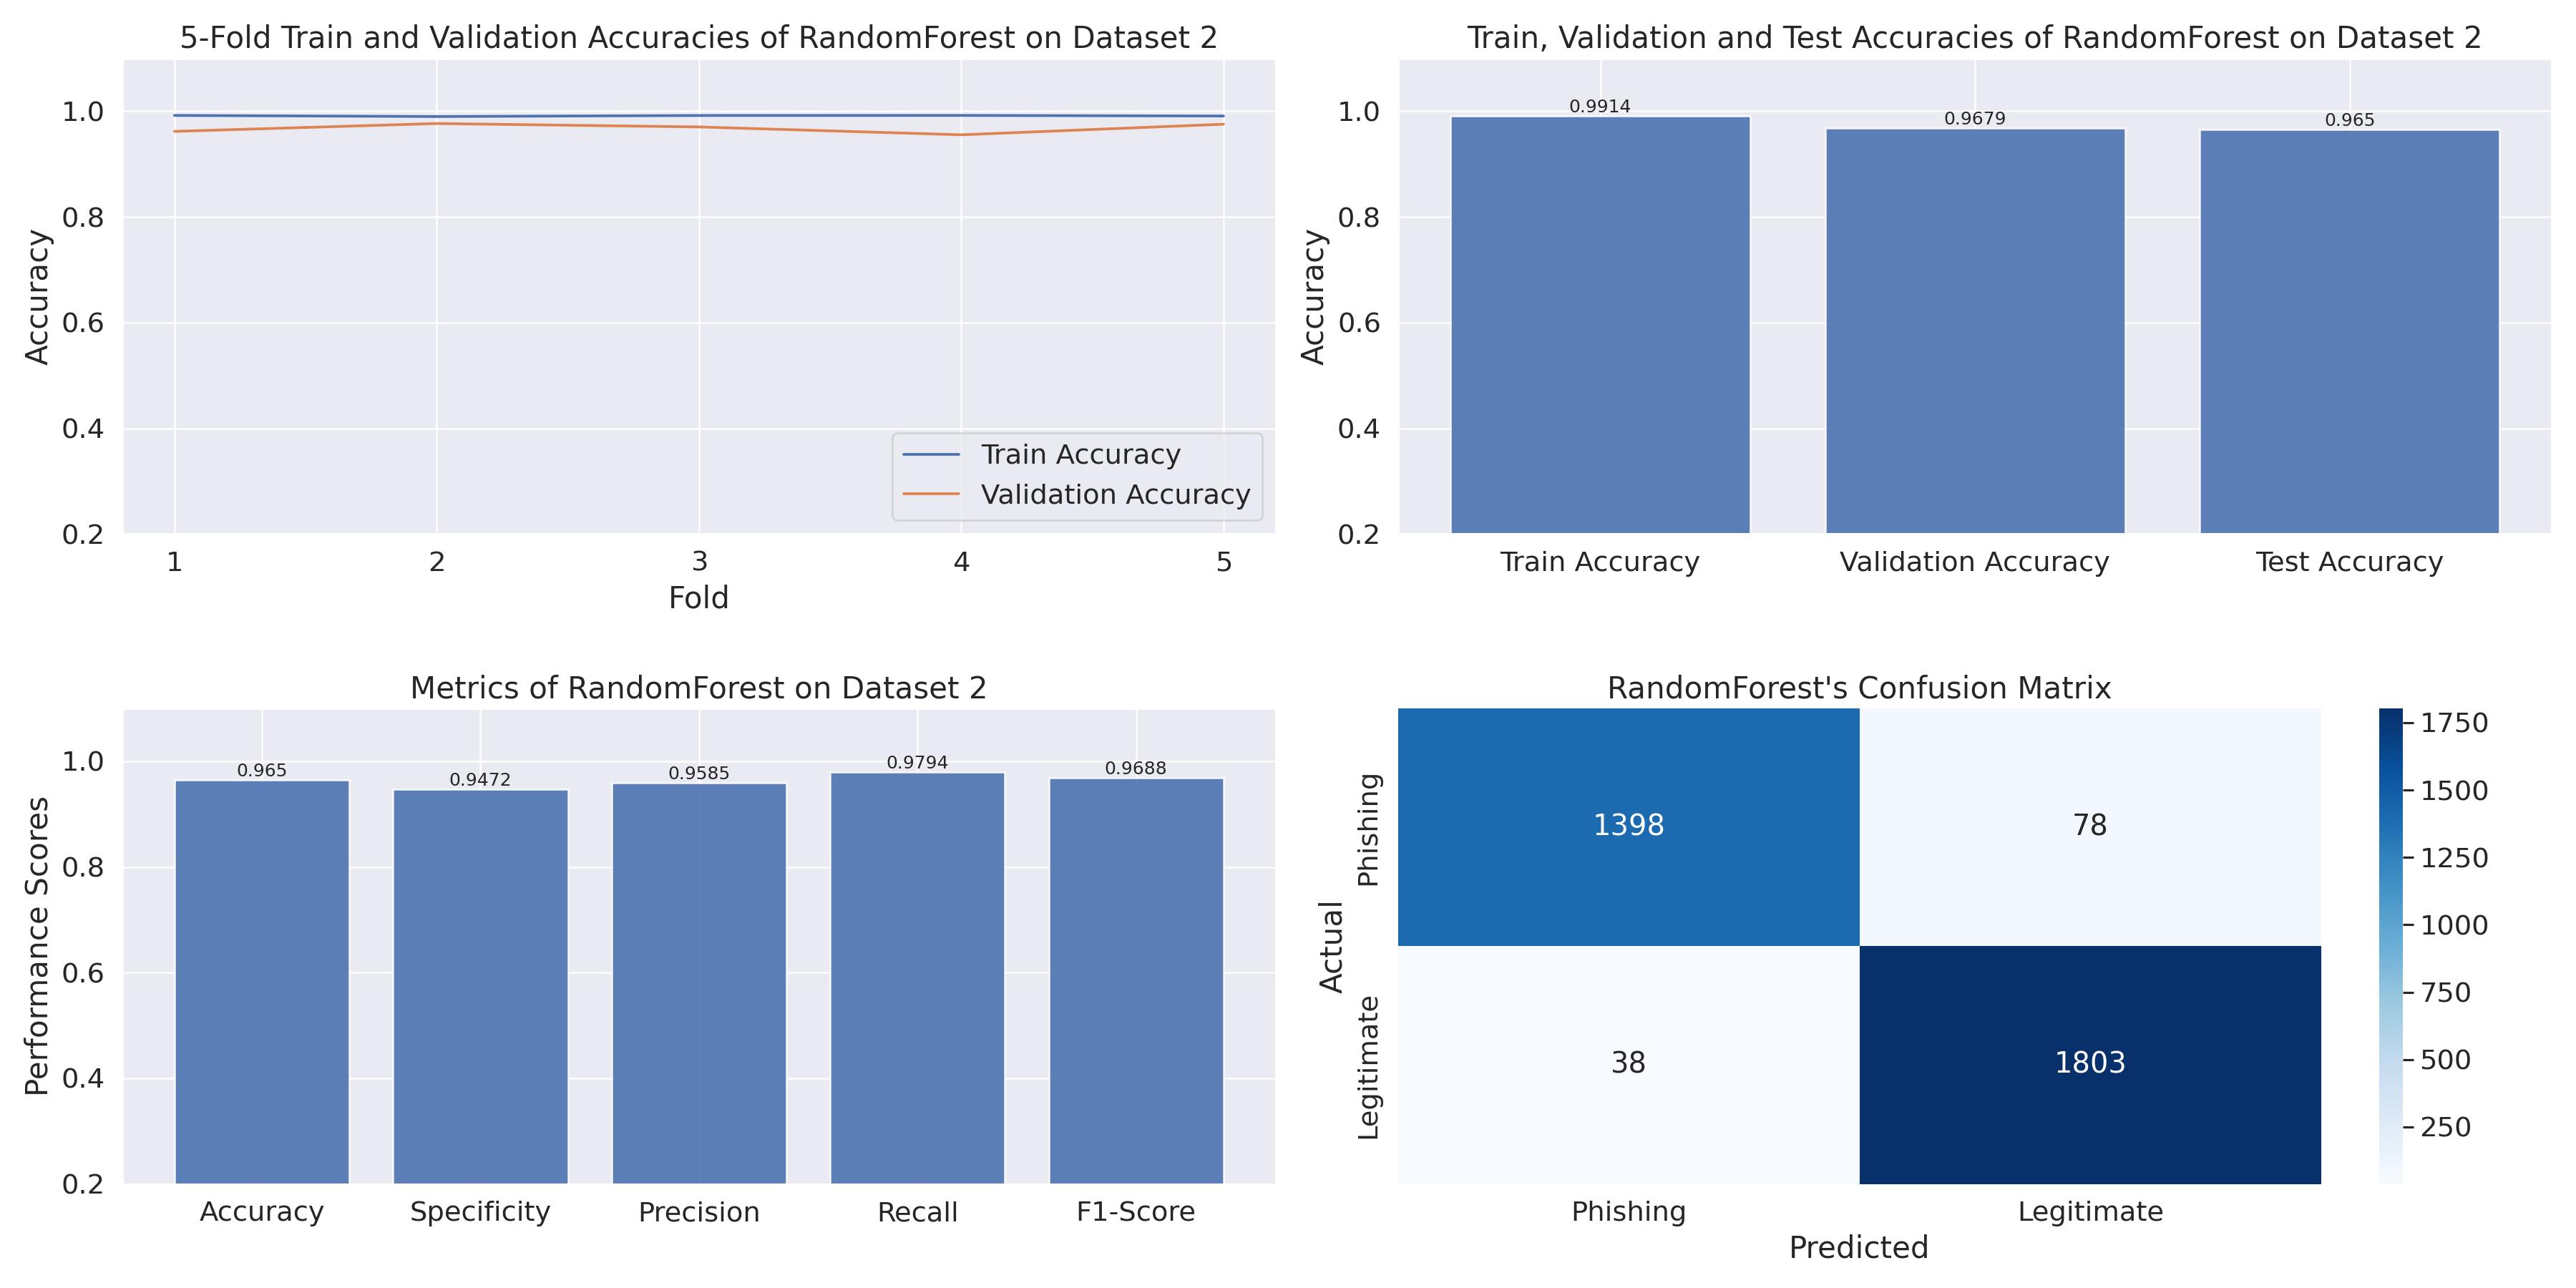 5-Fold Train and Validation Accuracies of RandomForest on Dataset 2
1.0
0.8
0.6
0.4
0.2
Accuracy
Train Accuracy
Validation Accuracy
1 2 3 4 5
Fold
Train, Validation and Test Accuracies of RandomForest on Dataset 2
1.0
0.8
0.6
0.4
0.2
Accuracy
0.9914 0.9679 0.965
Train Accuracy Validation Accuracy Test Accuracy
Metrics of RandomForest on Dataset 2
1.0
0.8
0.6
0.4
0.2
Performance Scores
0.965 0.9472 0.9585 0.9794 0.9688
Accuracy Specificity Precision Recall F1-Score
RandomForest's Confusion Matrix
Actual
Phishing
Legitimate
1398 78
38 1803
Phishing Legitimate
Predicted
1750
1500
1250
1000
750
500
250